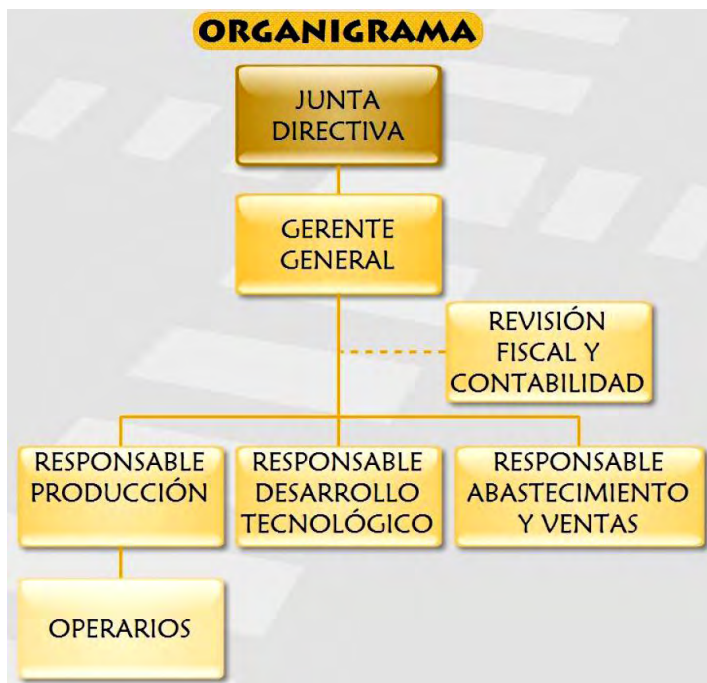 ORGANIGRAMA
JUNTA
DIRECTIVA
GERENTE
GENERAL
REVISIÓN
FISCAL Y
CONTABILIDAD
RESPONSABLE
PRODUCCIÓN
RESPONSABLE
DESARROLLO
TECNOLÓGICO
RESPONSABLE
ABASTECIMIENTO
Y VENTAS
OPERARIOS